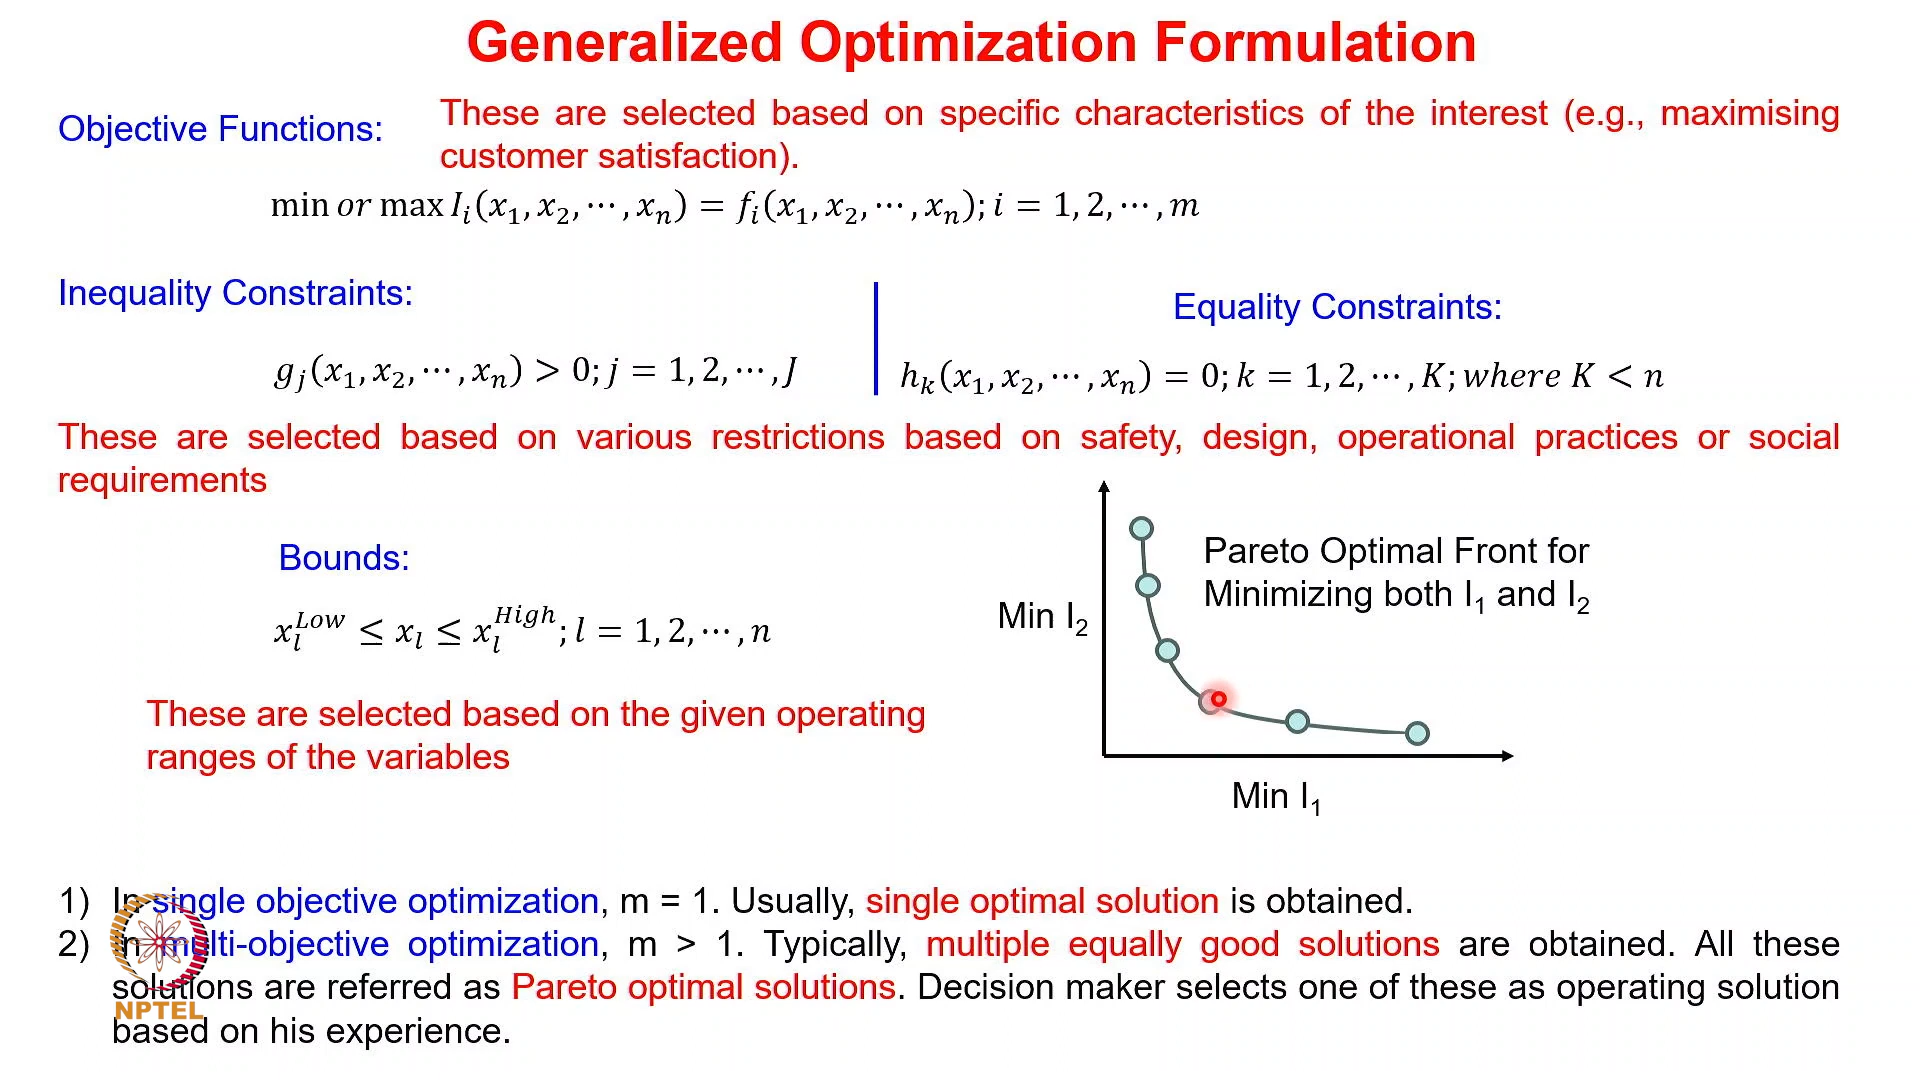 Generalized Optimization Formulation
Objective Functions:
These are selected based on specific characteristics of the interest (e.g., maximising
customer satisfaction).
min or max I_i(x_1, x_2, ⋯, x_n) = f_i(x_1, x_2, ⋯, x_n); i = 1, 2, ⋯, m
Inequality Constraints:
g_j(x_1, x_2, ⋯, x_n) > 0; j = 1, 2, ⋯, J
Equality Constraints:
h_k(x_1, x_2, ⋯, x_n) = 0; k = 1, 2, ⋯, K; where K < n
These are selected based on various restrictions based on safety, design, operational practices or social
requirements
Bounds:
x_l^Low ≤ x_l ≤ x_l^High; l = 1, 2, ⋯, n
These are selected based on the given operating
ranges of the variables
Pareto Optimal Front for
Minimizing both I_1 and I_2
Min I_2
Min I_1
1) In single objective optimization, m = 1. Usually, single optimal solution is obtained.
2) In multi-objective optimization, m > 1. Typically, multiple equally good solutions are obtained. All these
solutions are referred as Pareto optimal solutions. Decision maker selects one of these as operating solution
based on his experience.
NPTEL